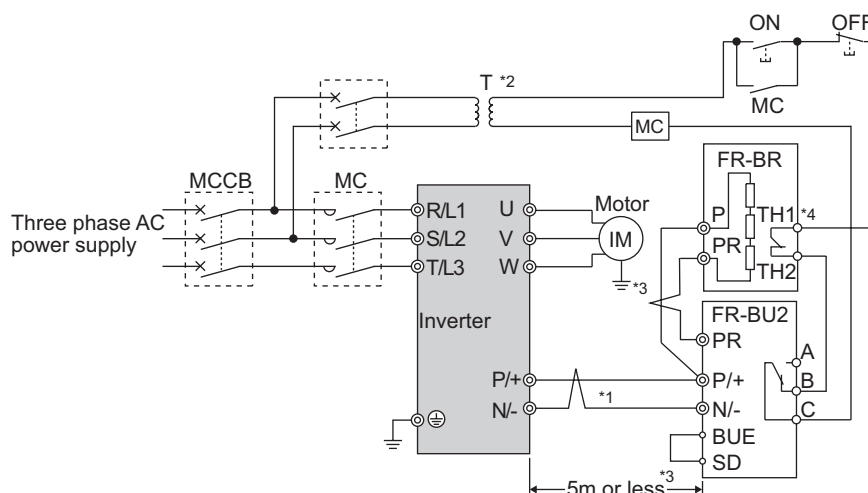 ON OFF
T *2
MC
MC
FR-BR
MCCB MC
Motor
P TH1 *4
R/L1 U
Three phase AC
power supply
S/L2 V IM
PR
T/L3 W
TH2
*3
FR-BU2
Inverter
PR
A
P/+ P/+
B
N/- *1 N/-
C
BUE
SD
5m or less *3